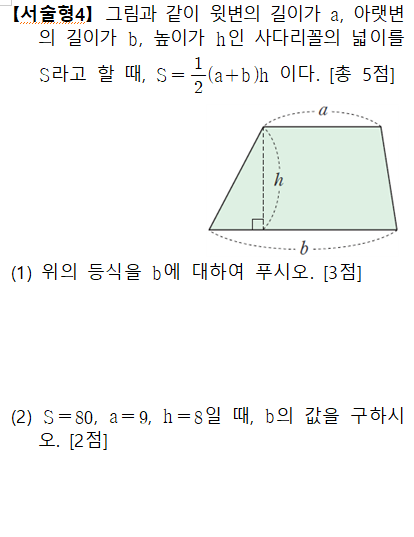 【서술형4】 그림과 같이 윗변의 길이가 a, 아랫변
의 길이가 b, 높이가 h인 사다리꼴의 넓이를
S라고 할 때, S=\frac{1}{2}(a+b)h 이다. [총 5점]
a
h
b
(1) 위의 등식을 b에 대하여 푸시오. [3점]
(2) S=80, a=9, h=8일 때, b의 값을 구하시
오. [2점]